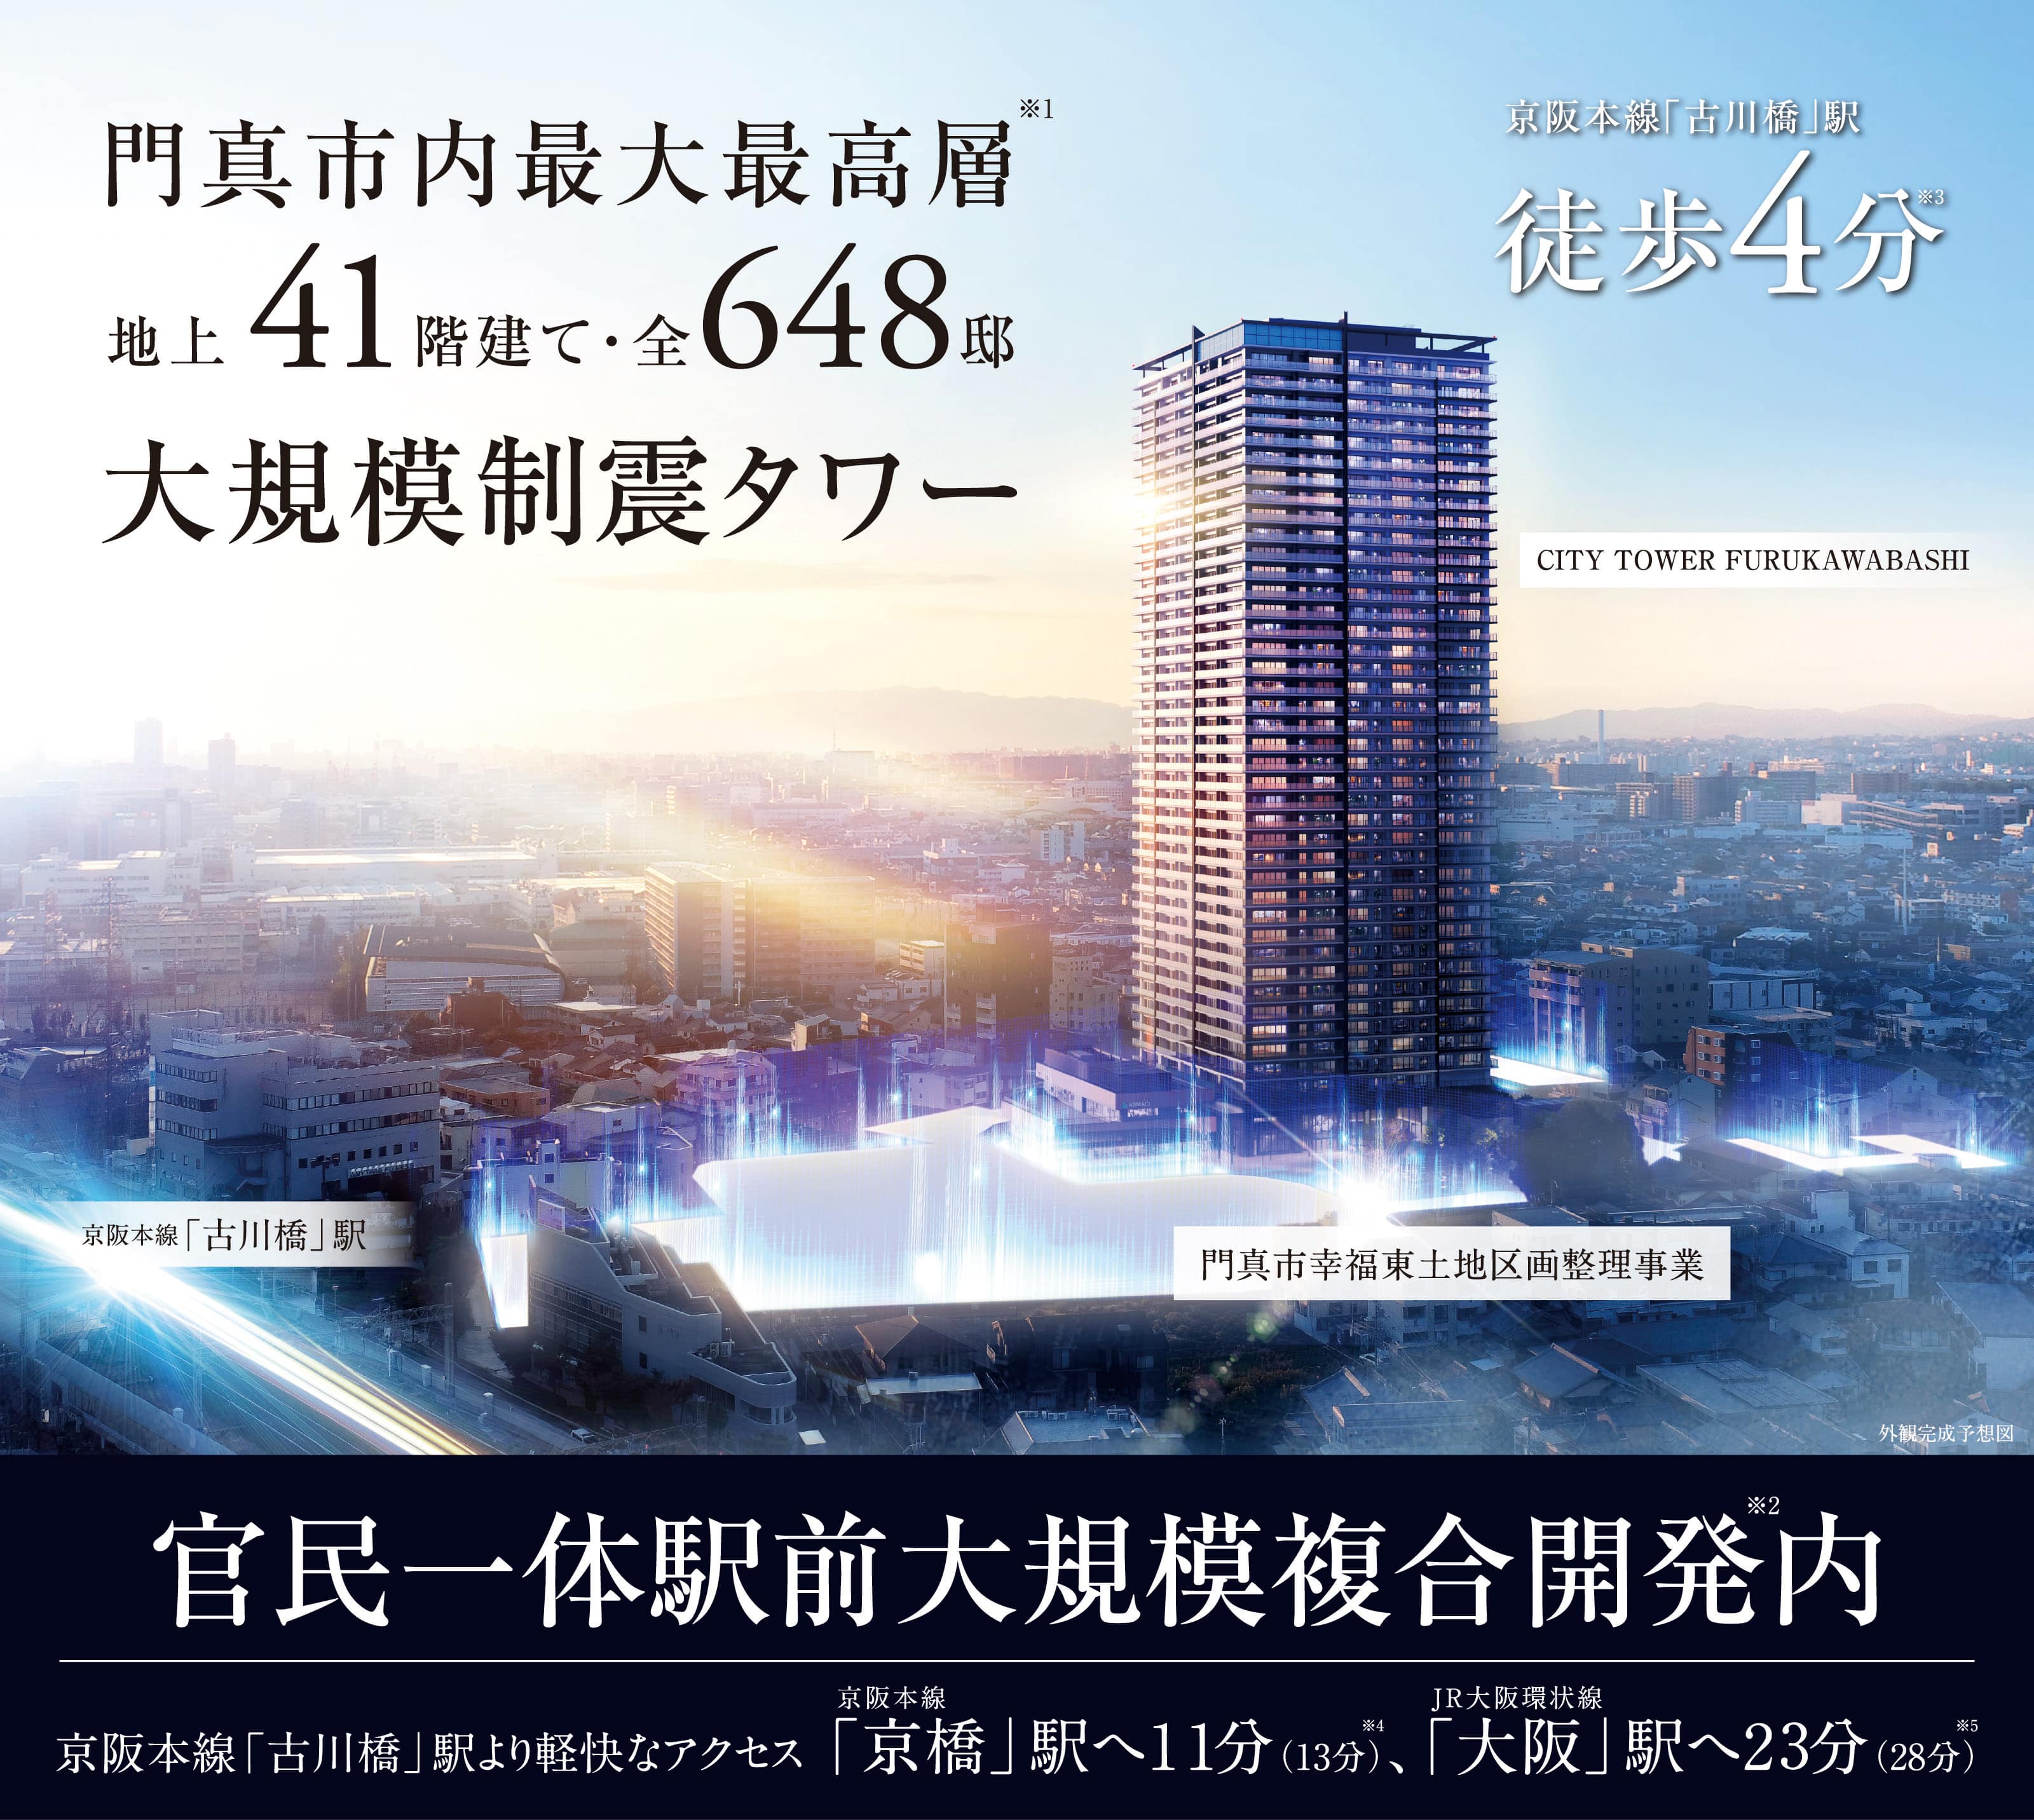 門真市内最大最高層※1
地上41階建て・全648邸
大規模制震タワー
京阪本線「古川橋」駅
徒歩4分※3
CITY TOWER FURUKAWABASHI
京阪本線「古川橋」駅
門真市幸福東土地区画整理事業
外観完成予想図
官民一体駅前大規模複合開発※2内
京阪本線 JR大阪環状線
京阪本線「古川橋」駅より軽快なアクセス 「京橋」駅へ11分(13分)※4、「大阪」駅へ23分(28分)※5